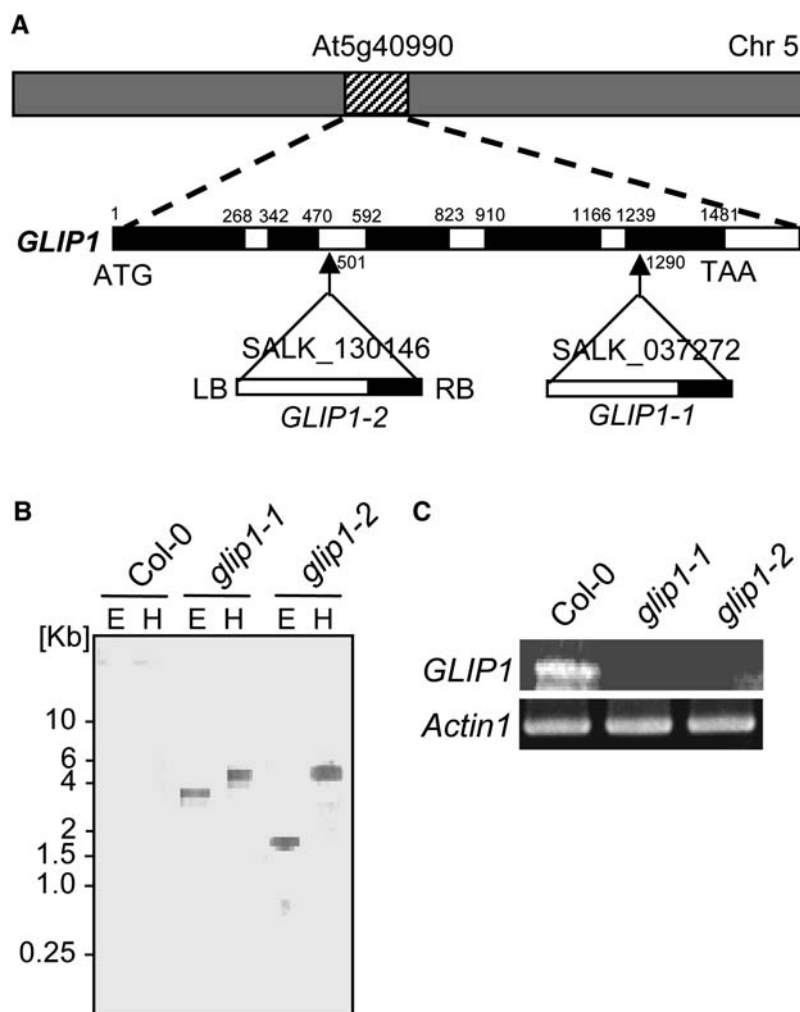 A
At5g40990 Chr 5
1 268 342 470 592 823 910 1166 1239 1481
GLIP1
ATG 501 1290 TAA
SALK_130146 SALK_037272
LB RB
GLIP1-2 GLIP1-1
B
Col-0 glip1-1 glip1-2
E H E H E H
[Kb]
10
6
4
2
1.5
1.0
0.25
C
Col-0 glip1-1 glip1-2
GLIP1
Actin1